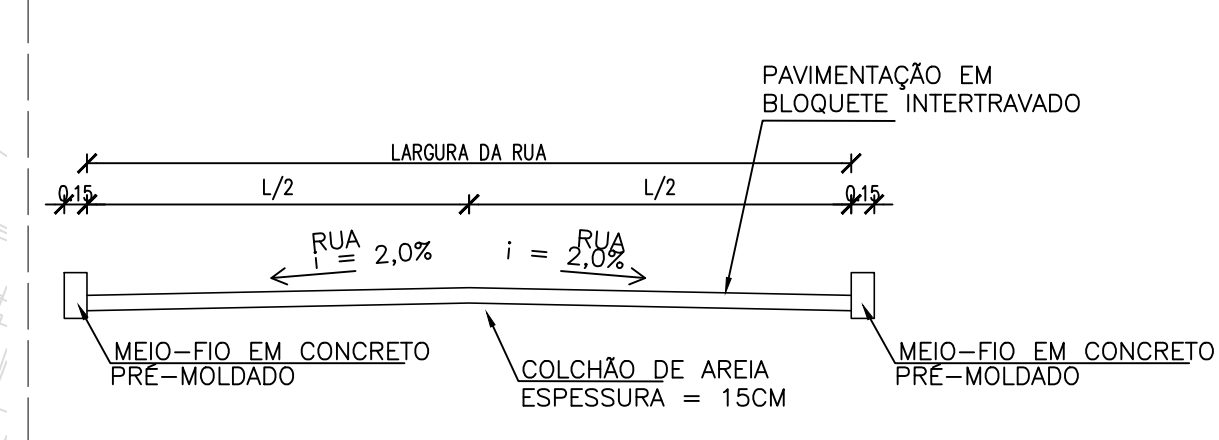 PAVIMENTAÇÃO EM
BLOQUETE INTERTRAVADO
LARGURA DA RUA
0,15
L/2
L/2
0,15
RUA
i = 2,0%
RUA
i = 2,0%
MEIO-FIO EM CONCRETO
PRÉ-MOLDADO
COLCHÃO DE AREIA
ESPESSURA = 15CM
MEIO-FIO EM CONCRETO
PRÉ-MOLDADO